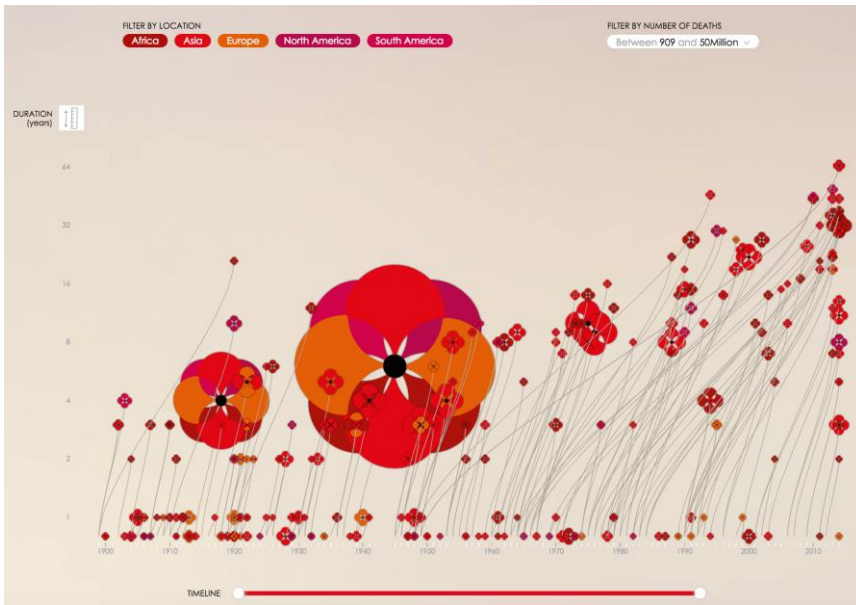 FILTER BY LOCATION
Africa Asia Europe North America South America
FILTER BY NUMBER OF DEATHS
Between 909 and 50Million
DURATION
(years)
64
32
16
8
4
2
1
1900 1910 1920 1930 1940 1950 1960 1970 1980 1990 2000 2010
TIMELINE